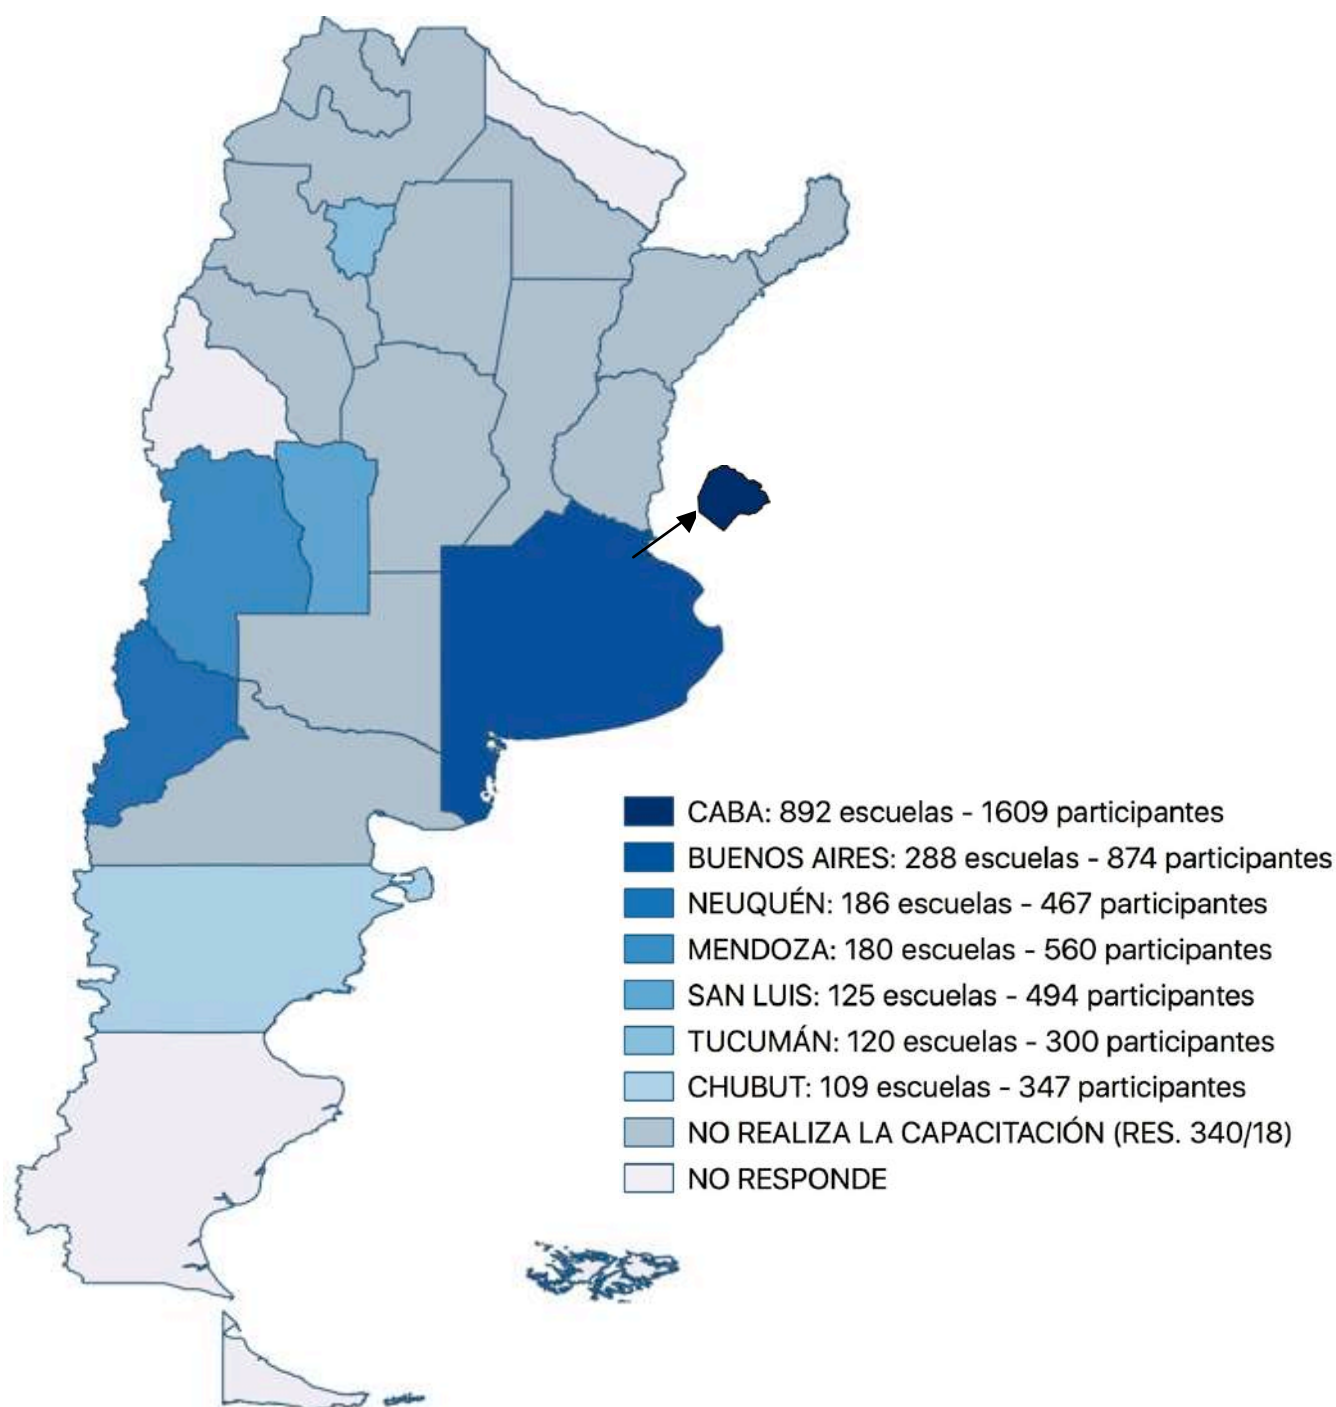 CABA: 892 escuelas - 1609 participantes
BUENOS AIRES: 288 escuelas - 874 participantes
NEUQUÉN: 186 escuelas - 467 participantes
MENDOZA: 180 escuelas - 560 participantes
SAN LUIS: 125 escuelas - 494 participantes
TUCUMÁN: 120 escuelas - 300 participantes
CHUBUT: 109 escuelas - 347 participantes
NO REALIZA LA CAPACITACIÓN (RES. 340/18)
NO RESPONDE